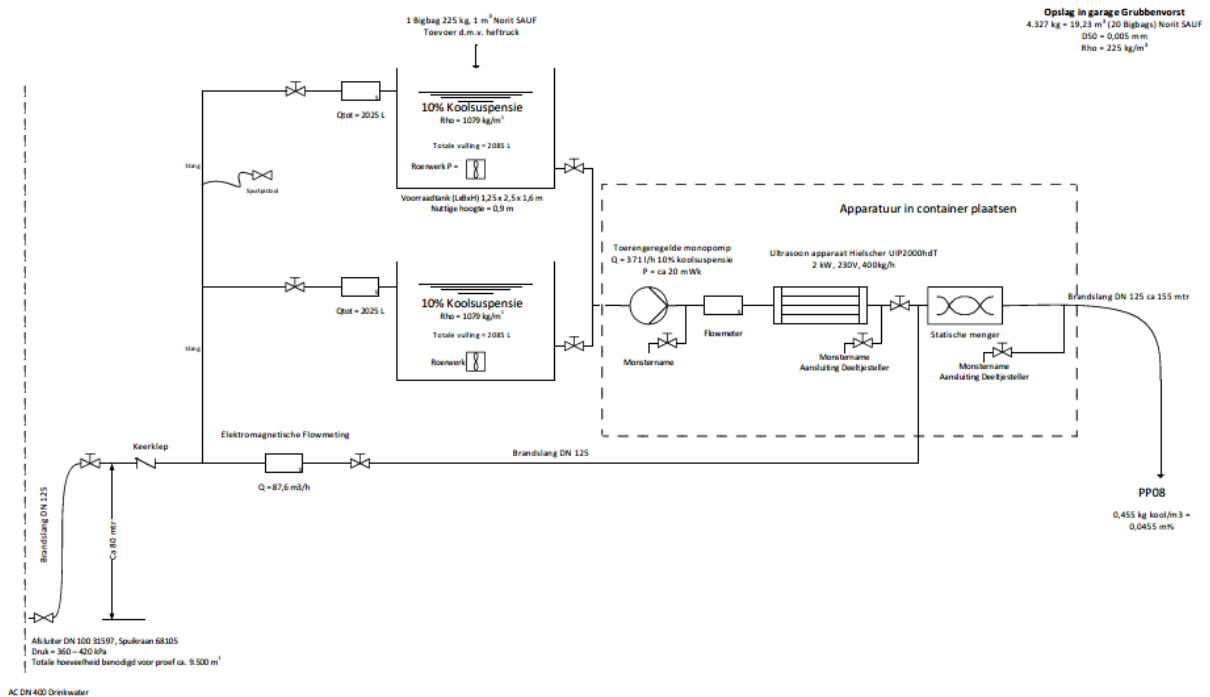 1 Bigbag 225 kg, 1 m³ Norit SAUF
Toevoer d.m.v. heftruck
Opslag in garage Grubbenvorst
4.327 kg = 19,23 m³ (20 Bigbags) Norit SAUF
D50 = 0,005 mm
Rho = 225 kg/m³
Qtot = 2025 L
10% Koolsuspensie
Rho = 1079 kg/m³
Totale vulling = 2085 L
Roerwerk P =
Voorraadtank (LxBxH) 1,25 x 2,5 x 1,6 m
Nuttige hoogte = 0,9 m
Slang
Spuitpistool
Apparatuur in container plaatsen
Toerengeregelde monopomp
Q = 371 l/h 10% koolsuspensie
P = ca 20 mWk
Ultrasoon apparaat Hielscher UIP2000hdT
2 kW, 230V, 400kg/h
Brandslang DN 125 ca 155 mtr
Qtot = 2025 L
10% Koolsuspensie
Rho = 1079 kg/m³
Totale vulling = 2085 L
Roerwerk
Slang
Flowmeter
Statische menger
Monstername
Monstername
Aansluiting Deeltjesteller
Monstername
Aansluiting Deeltjesteller
Keerklep
Elektromagnetische Flowmeting
Brandslang DN 125
Q = 87,6 m3/h
Brandslang DN 125
Ca 80 mtr
PP08
0,455 kg kool/m3 =
0,0455 m%
Afsluiter DN 100 31597, Spuikraan 68105
Druk = 360 – 420 kPa
Totale hoeveelheid benodigd voor proef ca. 9.500 m³
AC DN 400 Drinkwater